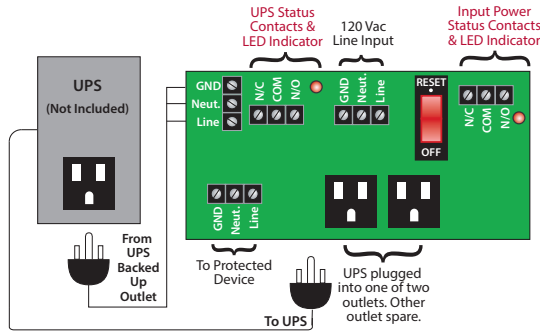 UPS Status
Contacts &
LED Indicator
120 Vac
Line Input
Input Power
Status Contacts
& LED Indicator
UPS
(Not Included)
GND
Neut.
Line
N/C
COM
N/O
GND
Neut.
Line
RESET
OFF
N/C
COM
N/O
GND
Neut.
Line
From
UPS
Backed
Up
Outlet
To Protected
Device
UPS plugged
into one of two
outlets. Other
outlet spare.
To UPS